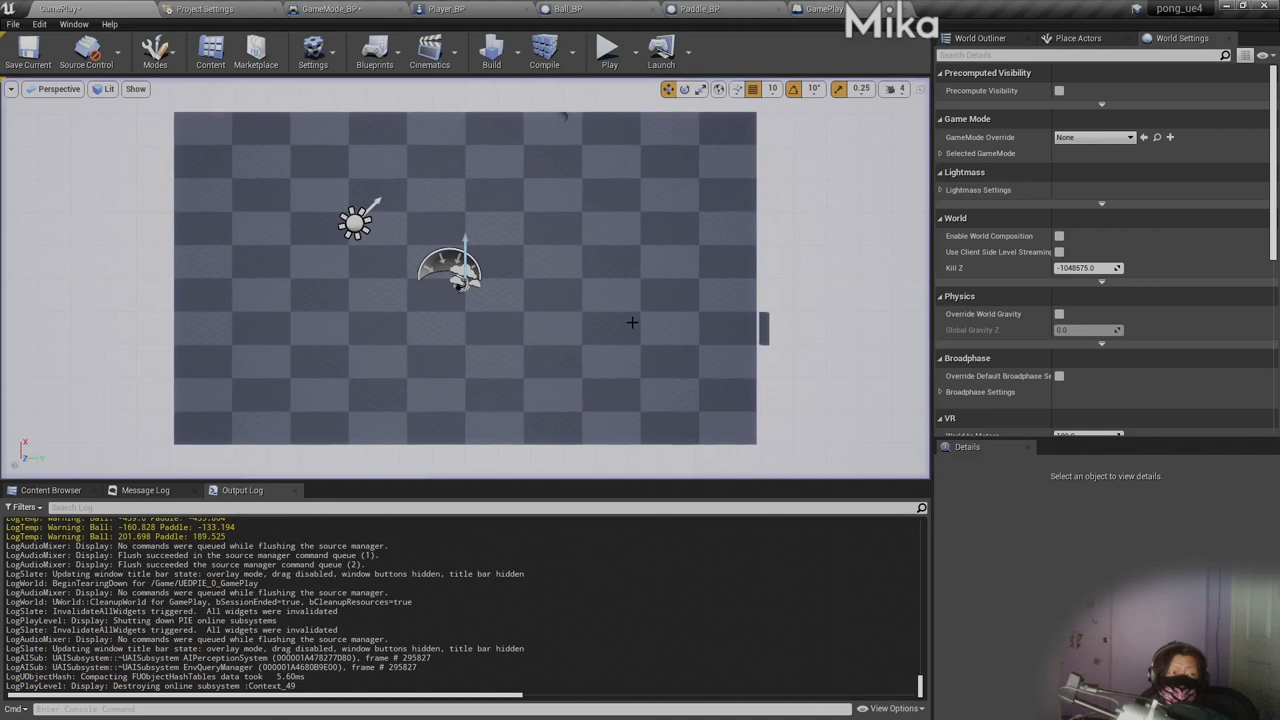 GamePlay*
Project Settings
GameMode_BP*
Player_BP
Ball_BP
Paddle_BP
GamePlay
Mika
pong_ue4
File
Edit
Window
Help
Save Current
Source Control
Modes
Content
Marketplace
Settings
Blueprints
Cinematics
Build
Compile
Play
Launch
World Outliner
Place Actors
World Settings
Search Details
Perspective
Lit
Show
10
10°
0.25
4
Precomputed Visibility
Precompute Visibility
Game Mode
GameMode Override
None
Selected GameMode
Lightmass
Lightmass Settings
World
Enable World Composition
Use Client Side Level Streamin
Kill Z
-1048575.0
Physics
Override World Gravity
Global Gravity Z
0.0
Broadphase
Override Default Broadphase Se
Broadphase Settings
VR
Details
Select an object to view details.
X
Z
Y
Content Browser
Message Log
Output Log
Filters
Search Log
LogTemp: Warning: Ball: -160.828 Paddle: -133.194
LogTemp: Warning: Ball: 201.698 Paddle: 189.525
LogAudioMixer: Display: No commands were queued while flushing the source manager.
LogAudioMixer: Display: Flush succeeded in the source manager command queue (1).
LogAudioMixer: Display: Flush succeeded in the source manager command queue (2).
LogSlate: Updating window title bar state: overlay mode, drag disabled, window buttons hidden, title bar hidden
LogWorld: BeginTearingDown for /Game/UEDPIE_0_GamePlay
LogAudioMixer: Display: No commands were queued while flushing the source manager.
LogWorld: UWorld::CleanupWorld for GamePlay, bSessionEnded=true, bCleanupResources=true
LogSlate: InvalidateAllWidgets triggered. All widgets were invalidated
LogPlayLevel: Display: Shutting down PIE online subsystems
LogSlate: InvalidateAllWidgets triggered. All widgets were invalidated
LogAudioMixer: Display: No commands were queued while flushing the source manager.
LogSlate: Updating window title bar state: overlay mode, drag disabled, window buttons hidden, title bar hidden
LogAISub: UAISubsystem::~UAISubsystem AIPerceptionSystem (000001A478277D80), frame # 295827
LogAISub: UAISubsystem::~UAISubsystem EnvQueryManager (000001A4680B9E00), frame # 295827
LogUObjectHash: Compacting FUObjectHashTables data took 5.60ms
LogPlayLevel: Display: Destroying online subsystem :Context_49
Cmd
Enter Console Command
View Options